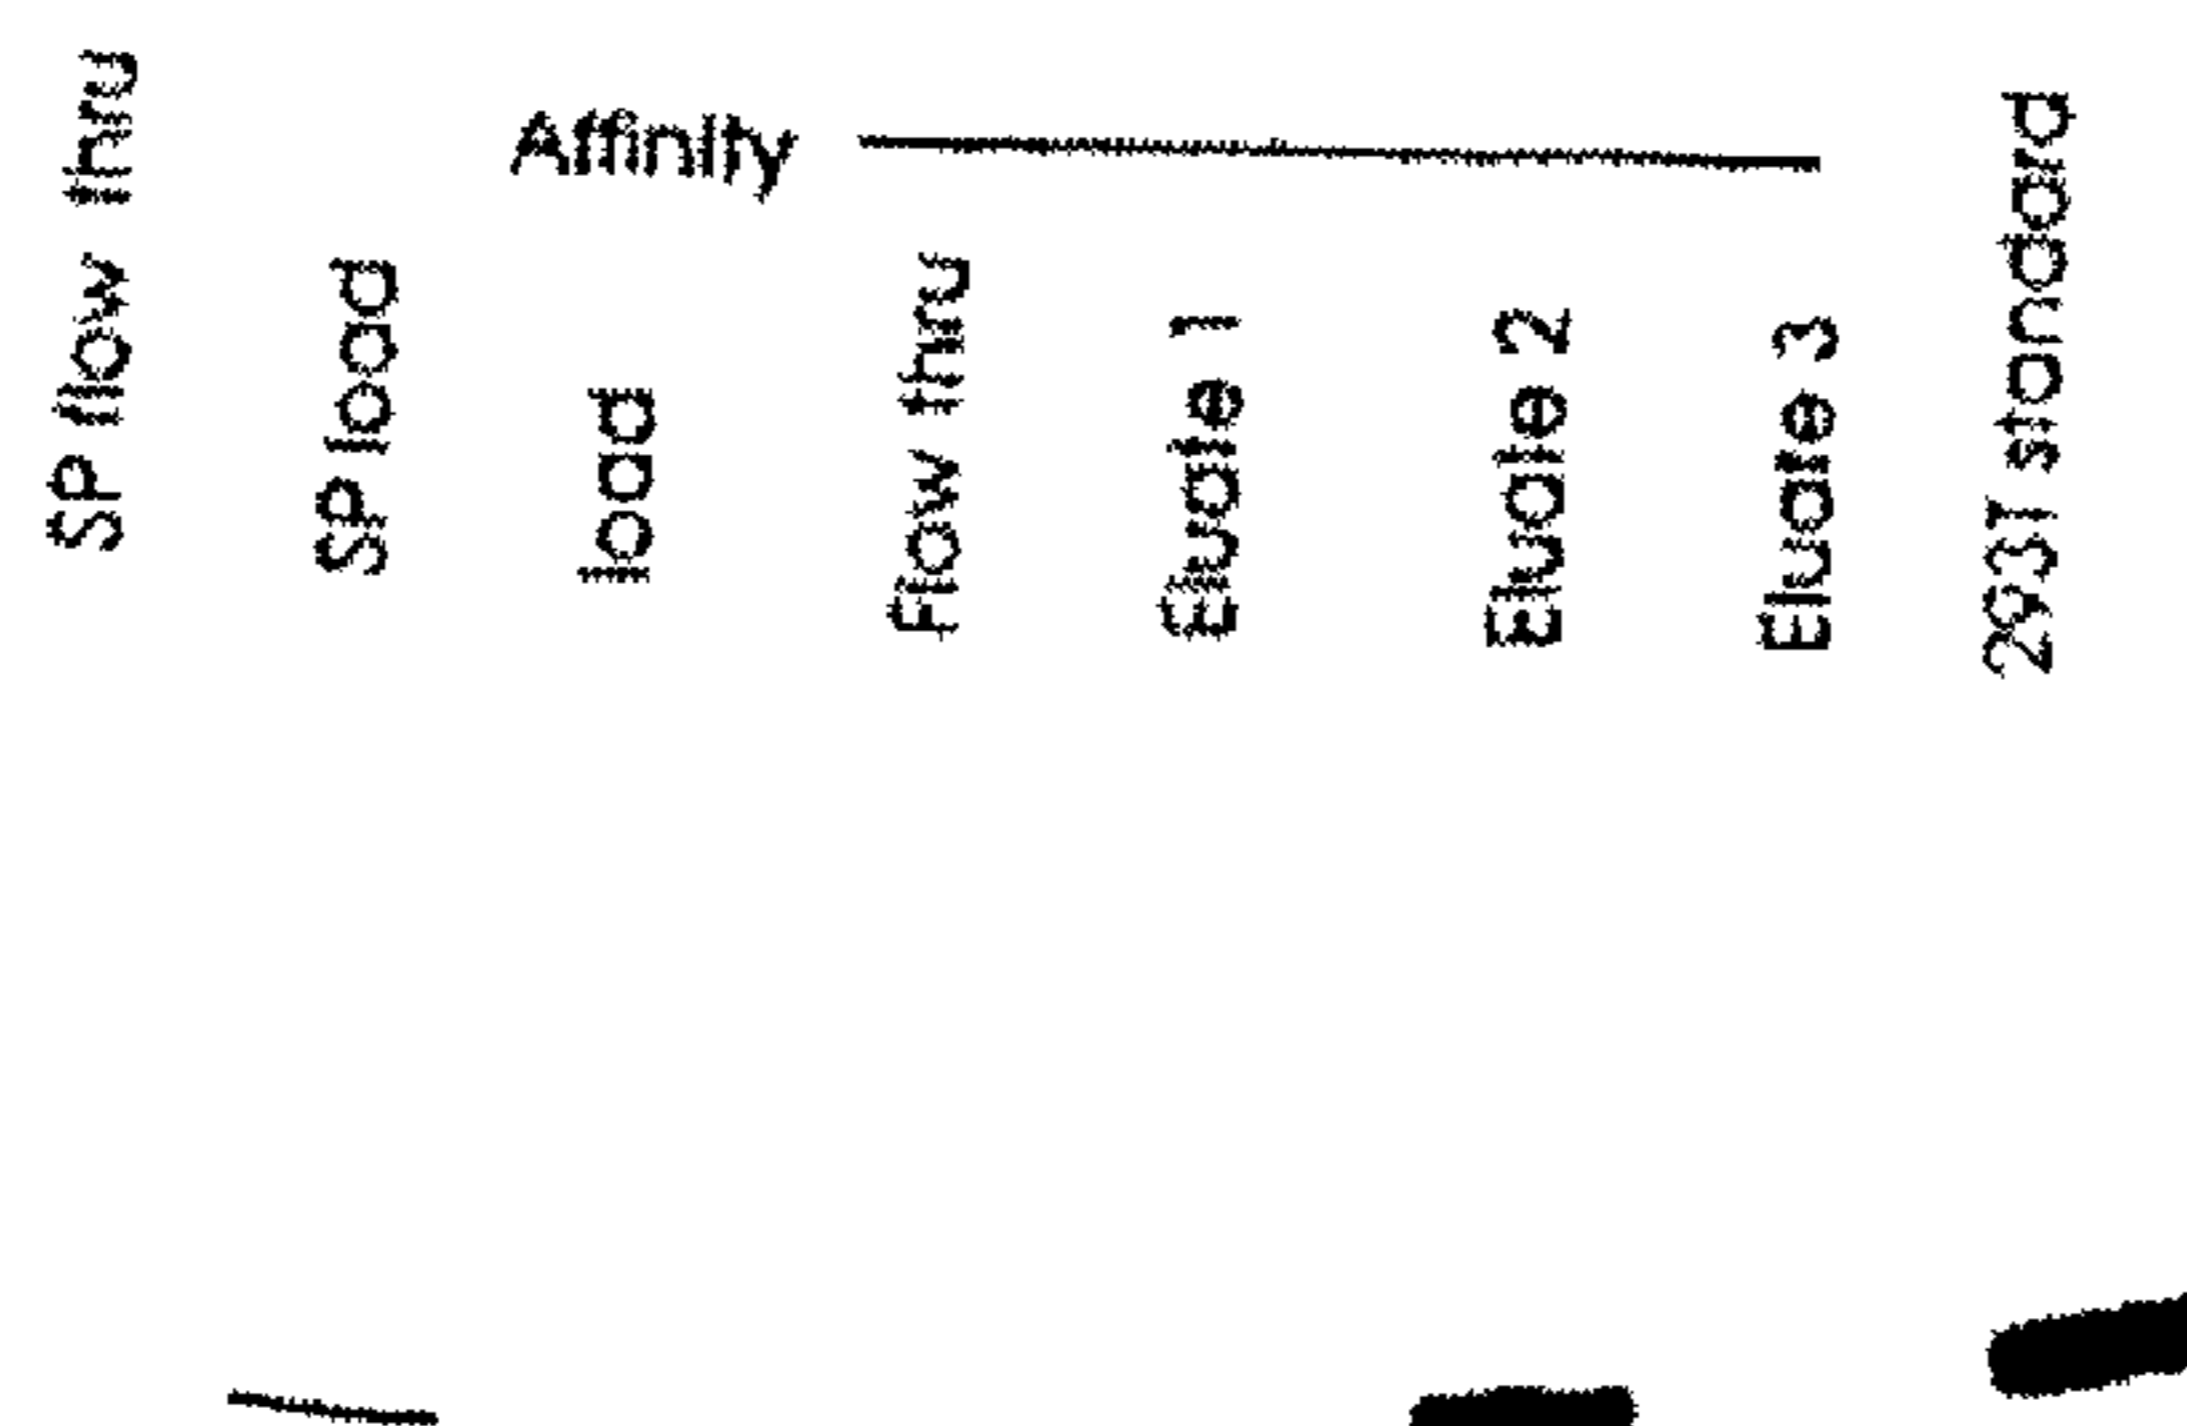 SP flow thru
SP load
Affinity
load
Flow thru
Eluate 1
Eluate 2
Eluate 3
293T standard